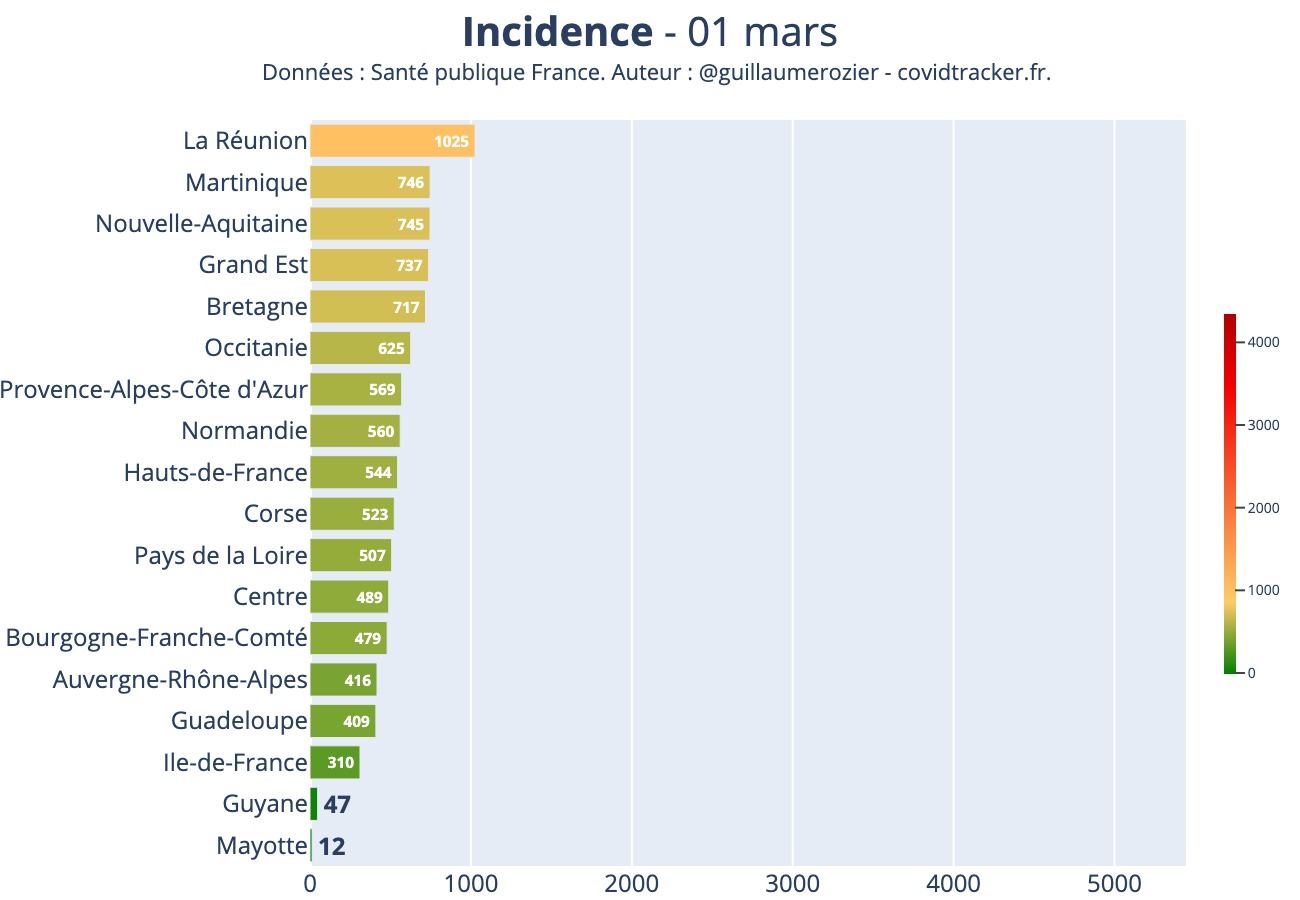 Incidence - 01 mars
Données : Santé publique France. Auteur : @guillaumerozier - covidtracker.fr.
La Réunion 1025
Martinique 746
Nouvelle-Aquitaine 745
Grand Est 737
Bretagne 717
Occitanie 625
Provence-Alpes-Côte d'Azur 569
Normandie 560
Hauts-de-France 544
Corse 523
Pays de la Loire 507
Centre 489
Bourgogne-Franche-Comté 479
Auvergne-Rhône-Alpes 416
Guadeloupe 409
Ile-de-France 310
Guyane 47
Mayotte 12
0 1000 2000 3000 4000 5000
4000
3000
2000
1000
0